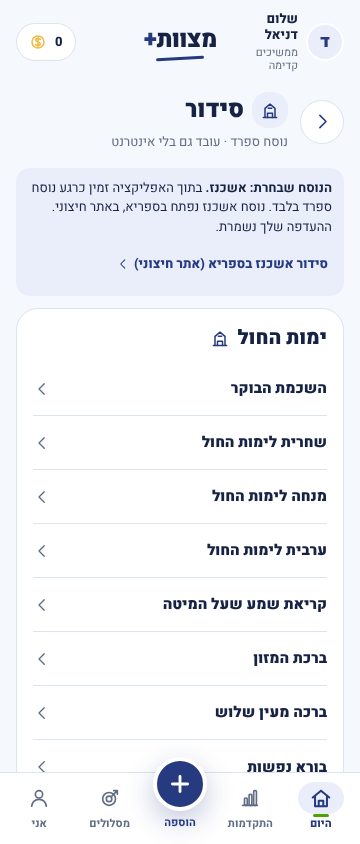 שלום
דניאל
ד
ממשיכים
קדימה
מצוות+
0
סידור
נוסח ספרד · עובד גם בלי אינטרנט
הנוסח שבחרת: אשכנז. בתוך האפליקציה זמין כרגע נוסח
ספרד בלבד. נוסח אשכנז נפתח בספריא, באתר חיצוני.
ההעדפה שלך נשמרת.
סידור אשכנז בספריא (אתר חיצוני)
ימות החול
השכמת הבוקר
שחרית לימות החול
מנחה לימות החול
ערבית לימות החול
קריאת שמע שעל המיטה
ברכת המזון
ברכה מעין שלוש
בורא נפשות
היום
התקדמות
הוספה
מסלולים
אני